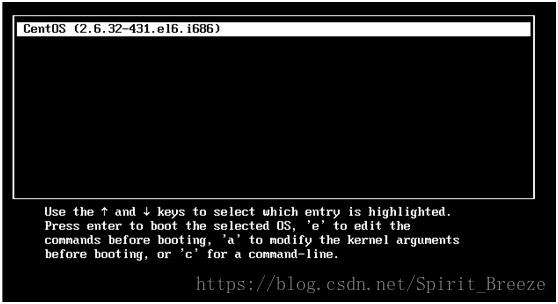 CentOS (2.6.32-431.el6.i686)
Use the ↑ and ↓ keys to select which entry is highlighted.
Press enter to boot the selected OS, 'e' to edit the
commands before booting, 'a' to modify the kernel arguments
before booting, or 'c' for a command-line.
https://blog.csdn.net/Spirit_Breeze